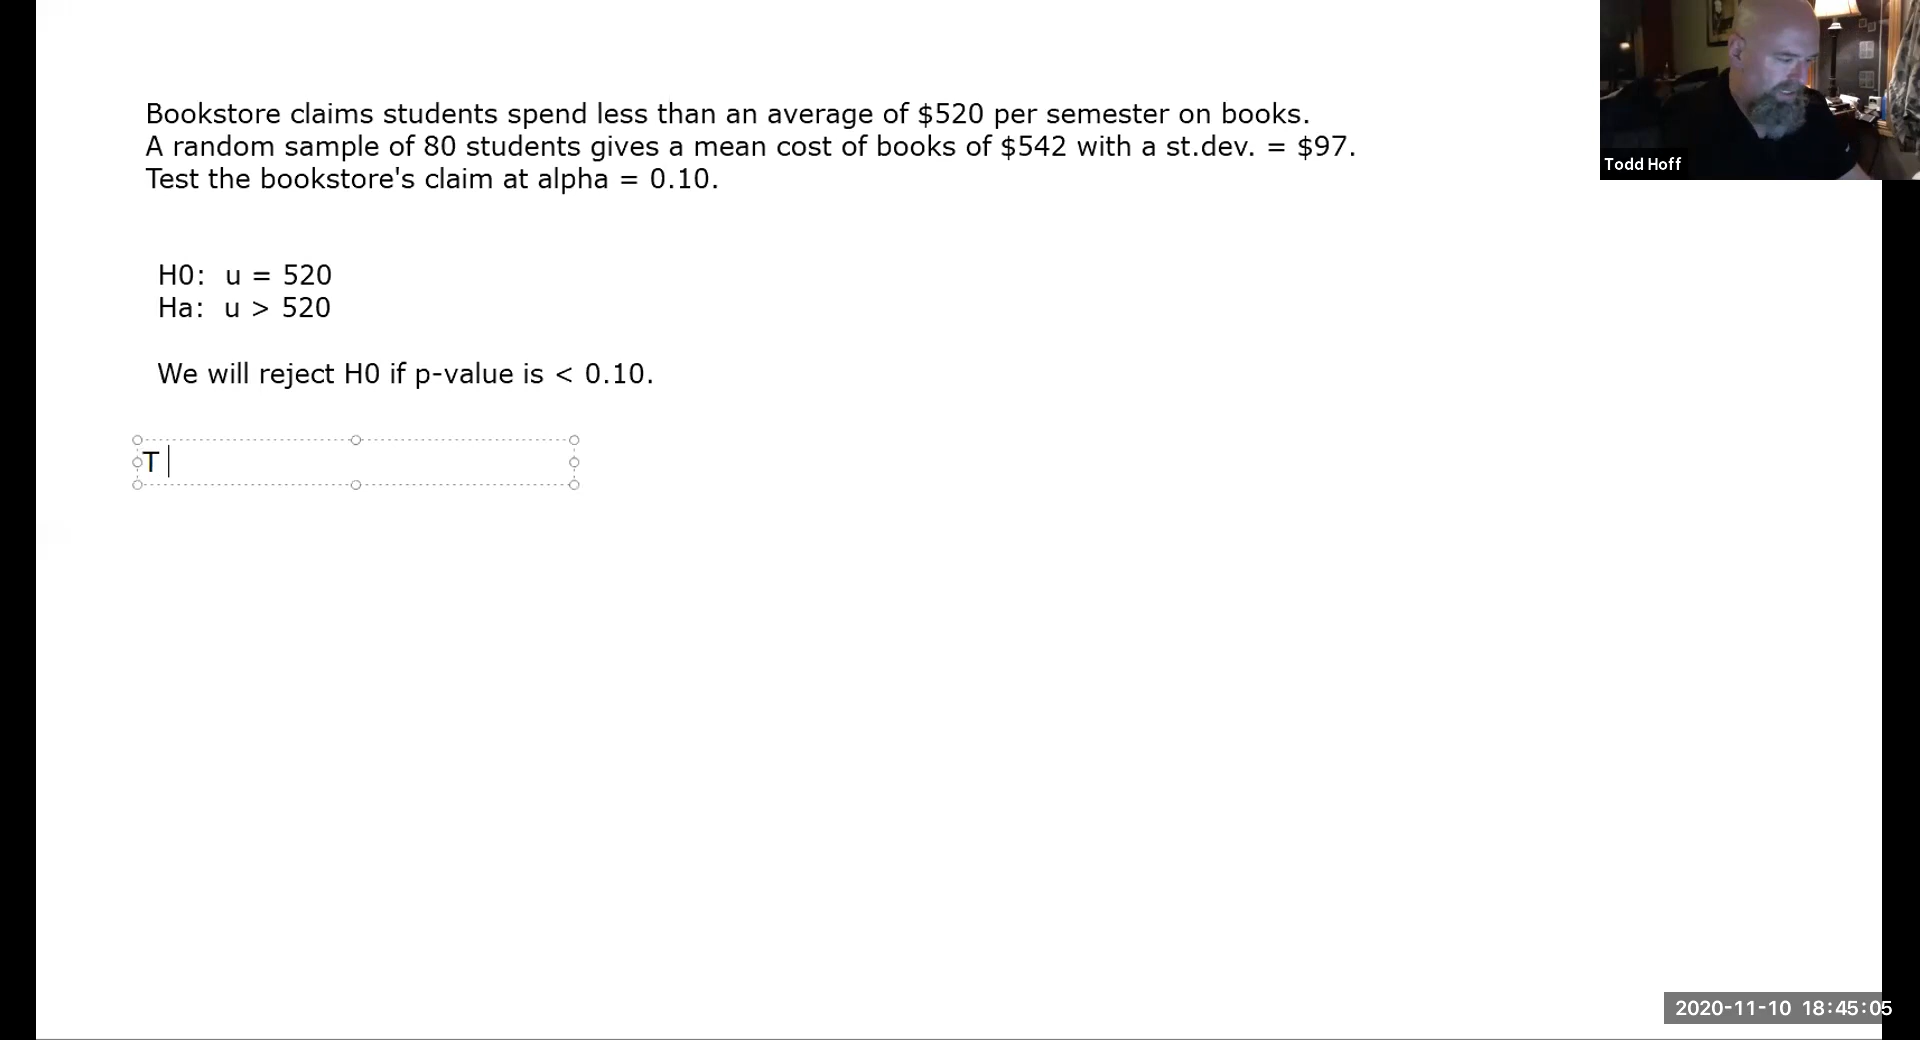 Bookstore claims students spend less than an average of $520 per semester on books.
A random sample of 80 students gives a mean cost of books of $542 with a st.dev. = $97.
Test the bookstore's claim at alpha = 0.10.
H0: u = 520
Ha: u > 520
We will reject H0 if p-value is < 0.10.
T
Todd Hoff
2020-11-10 18:45:05